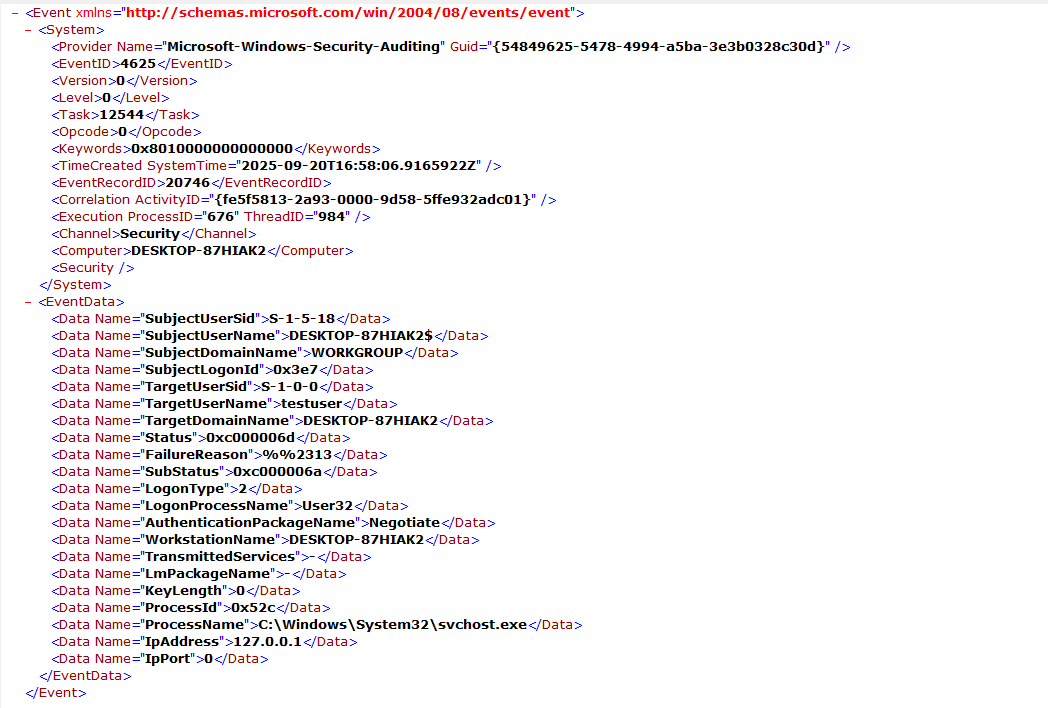 − <Event xmlns="http://schemas.microsoft.com/win/2004/08/events/event">
− <System>
<Provider Name="Microsoft-Windows-Security-Auditing" Guid="{54849625-5478-4994-a5ba-3e3b0328c30d}" />
<EventID>4625</EventID>
<Version>0</Version>
<Level>0</Level>
<Task>12544</Task>
<Opcode>0</Opcode>
<Keywords>0x8010000000000000</Keywords>
<TimeCreated SystemTime="2025-09-20T16:58:06.9165922Z" />
<EventRecordID>20746</EventRecordID>
<Correlation ActivityID="{fe5f5813-2a93-0000-9d58-5ffe932adc01}" />
<Execution ProcessID="676" ThreadID="984" />
<Channel>Security</Channel>
<Computer>DESKTOP-87HIAK2</Computer>
<Security />
</System>
− <EventData>
<Data Name="SubjectUserSid">S-1-5-18</Data>
<Data Name="SubjectUserName">DESKTOP-87HIAK2$</Data>
<Data Name="SubjectDomainName">WORKGROUP</Data>
<Data Name="SubjectLogonId">0x3e7</Data>
<Data Name="TargetUserSid">S-1-0-0</Data>
<Data Name="TargetUserName">testuser</Data>
<Data Name="TargetDomainName">DESKTOP-87HIAK2</Data>
<Data Name="Status">0xc000006d</Data>
<Data Name="FailureReason">%%2313</Data>
<Data Name="SubStatus">0xc000006a</Data>
<Data Name="LogonType">2</Data>
<Data Name="LogonProcessName">User32</Data>
<Data Name="AuthenticationPackageName">Negotiate</Data>
<Data Name="WorkstationName">DESKTOP-87HIAK2</Data>
<Data Name="TransmittedServices">-</Data>
<Data Name="LmPackageName">-</Data>
<Data Name="KeyLength">0</Data>
<Data Name="ProcessId">0x52c</Data>
<Data Name="ProcessName">C:\Windows\System32\svchost.exe</Data>
<Data Name="IpAddress">127.0.0.1</Data>
<Data Name="IpPort">0</Data>
</EventData>
</Event>